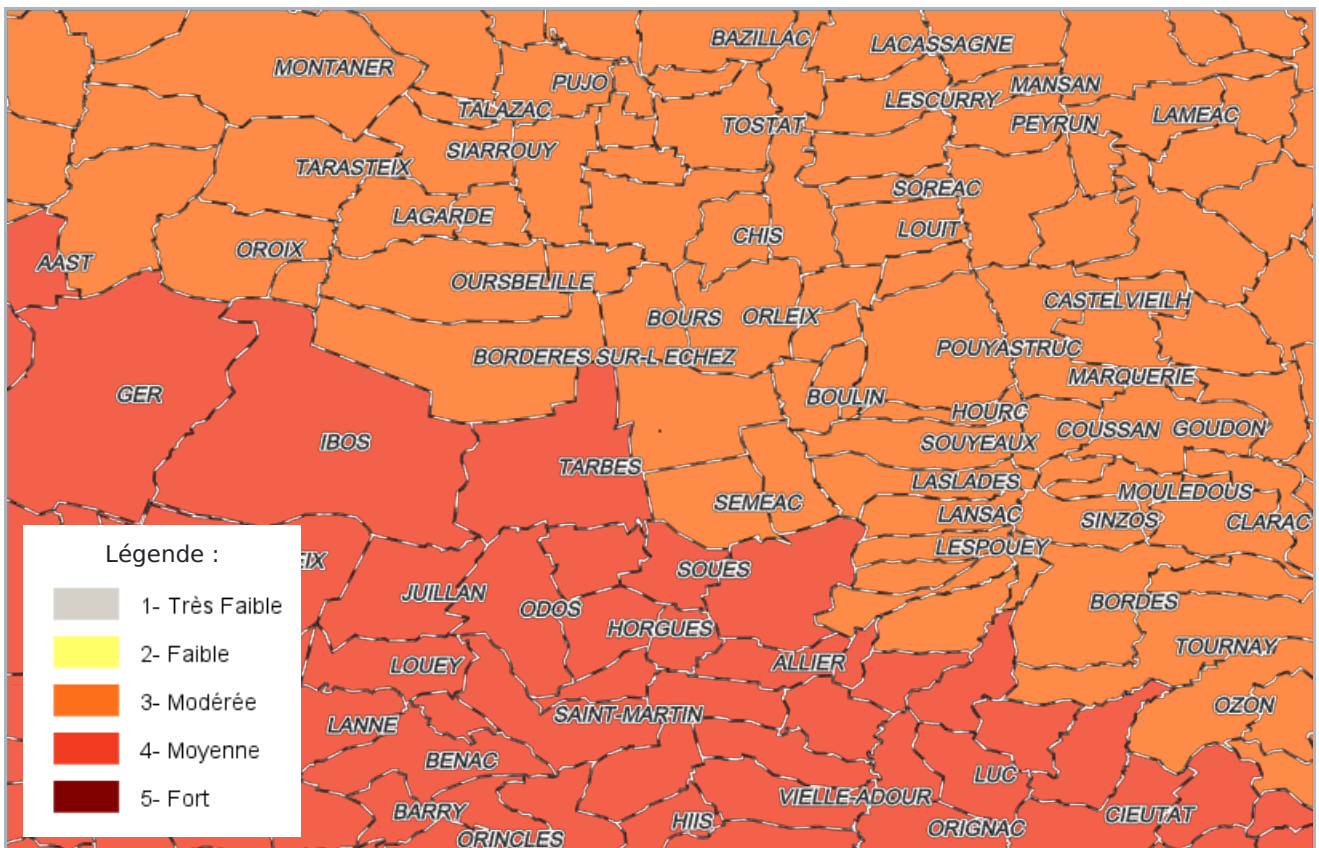 BAZILLAC
LACASSAGNE
MONTANER
PUJO
MANSAN
LESCURRY
TALAZAC
LAMEAC
TOSTAT
PEYRUN
SIARROUY
TARASTEIX
SOREAC
LAGARDE
LOUIT
CHIS
OROIX
AAST
OURSBELILLE
CASTELVIEILH
BOURS
ORLEIX
POUYASTRUC
BORDERES SUR-L ECHEZ
MARQUERIE
GER
BOULIN
HOURC
COUSSAN
GOUDON
IBOS
SOUYEAUX
TARBES
LASLADES
MOULEDOUS
SEMEAC
LANSAC
SINZOS
CLARAC
LESPOUEY
EIX
SOUES
JUILLAN
ODOS
BORDES
HORGUES
TOURNAY
LOUEY
ALLIER
OZON
SAINT-MARTIN
LANNE
BENAC
LUC
VIELLE-ADOUR
BARRY
HIIS
CIEUTAT
ORIGNAC
ORINCLES
Légende :
1- Très Faible
2- Faible
3- Modérée
4- Moyenne
5- Fort